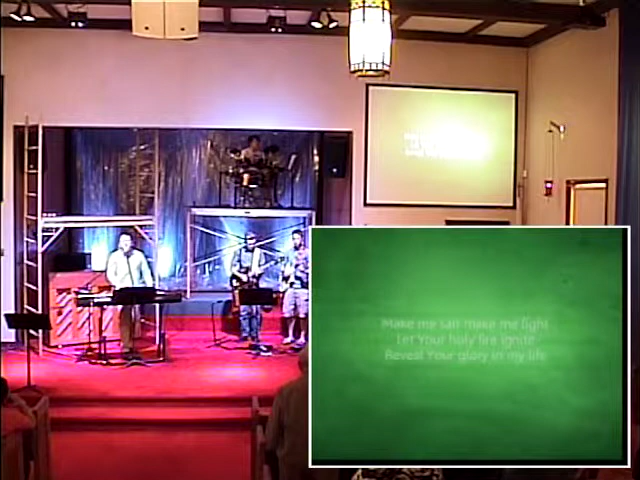 Make me salt make me light
Let Your holy fire ignite
Reveal Your glory in my life